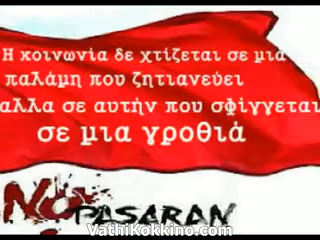 Η κοινωνία δε χτίζεται σε μια
παλάμη που ζητιανεύει
αλλα σε αυτήν που σφίγγεται
σε μια γροθιά
NO PASARAN
VathiKokkino.com